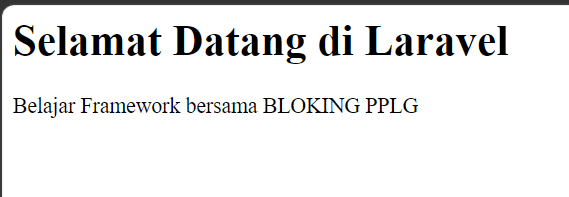 Selamat Datang di Laravel
Belajar Framework bersama BLOKING PPLG